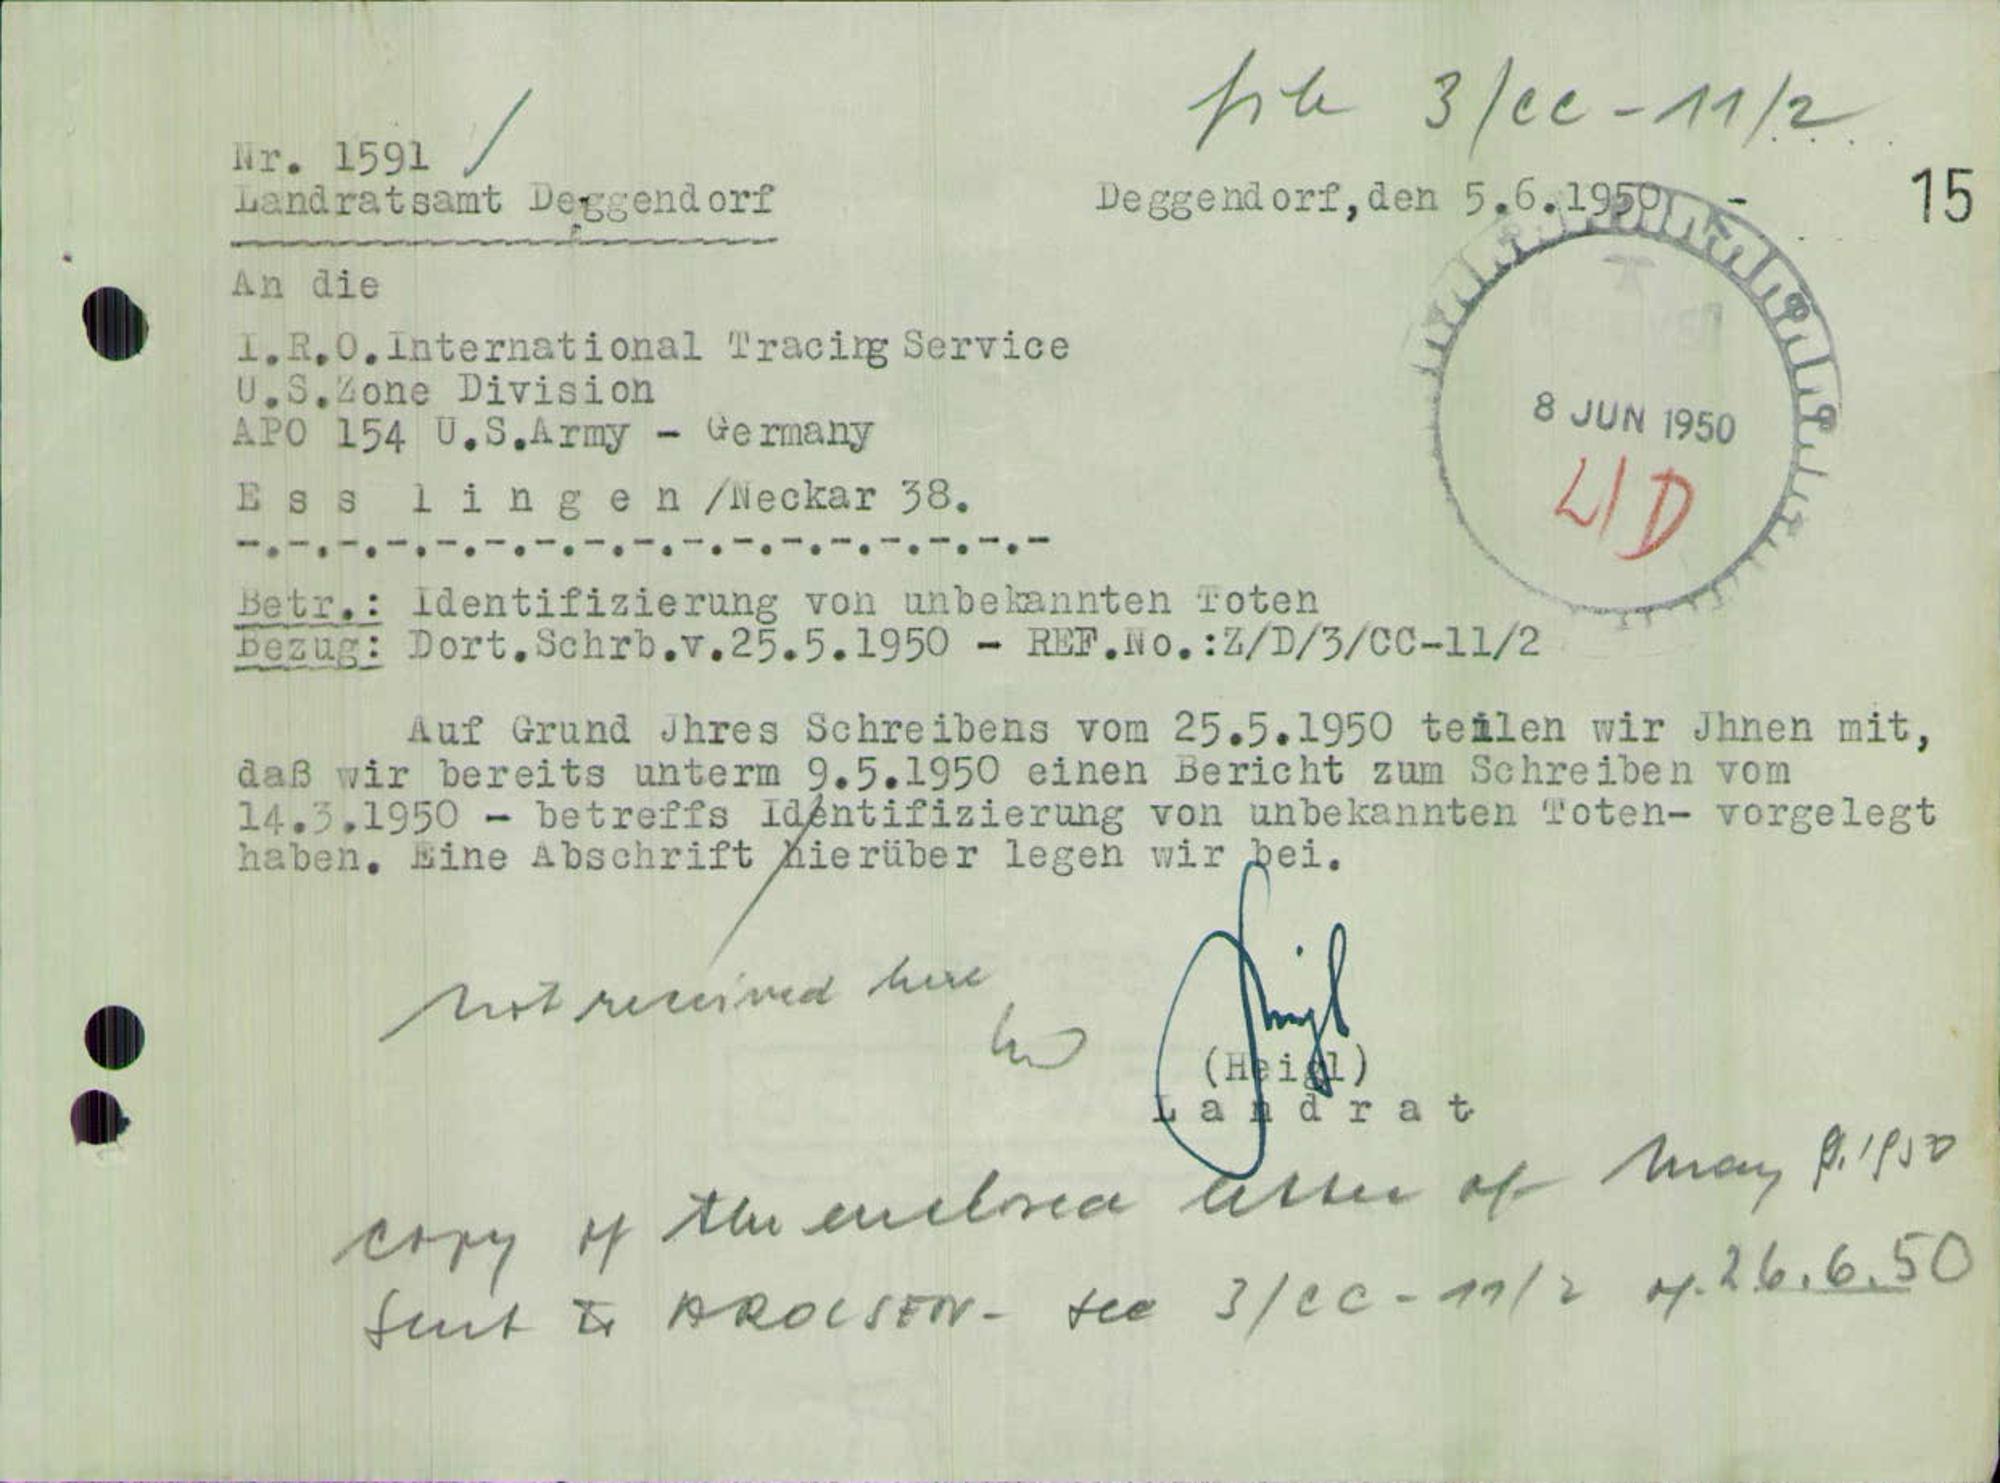 file 3/CC-11/2
Nr. 1591
Landratsamt Deggendorf
Deggendorf,den 5.6.1950
15
An die
I.R.O.International Tracing Service
U.S.Zone Division
APO 154 U.S.Army - Germany
E s s l i n g e n /Neckar 38.
-.-.-.-.-.-.-.-.-.-.-.-.-.-.-.-.-
8 JUN 1950
Betr.: Identifizierung von unbekannten Toten
Bezug: Dort.Schrb.v.25.5.1950 - REF.No.:Z/D/3/CC-11/2
Auf Grund Jhres Schreibens vom 25.5.1950 teilen wir Jhnen mit,
daß wir bereits unterm 9.5.1950 einen Bericht zum Schreiben vom
14.3.1950 - betreffs Identifizierung von unbekannten Toten- vorgelegt
haben. Eine Abschrift hierüber legen wir bei.
not received here
(Heigl)
L a n d r a t
copy of the enclosed letter of May 9.1950
sent to AROLSEN - see 3/CC-11/2 of 26.6.50